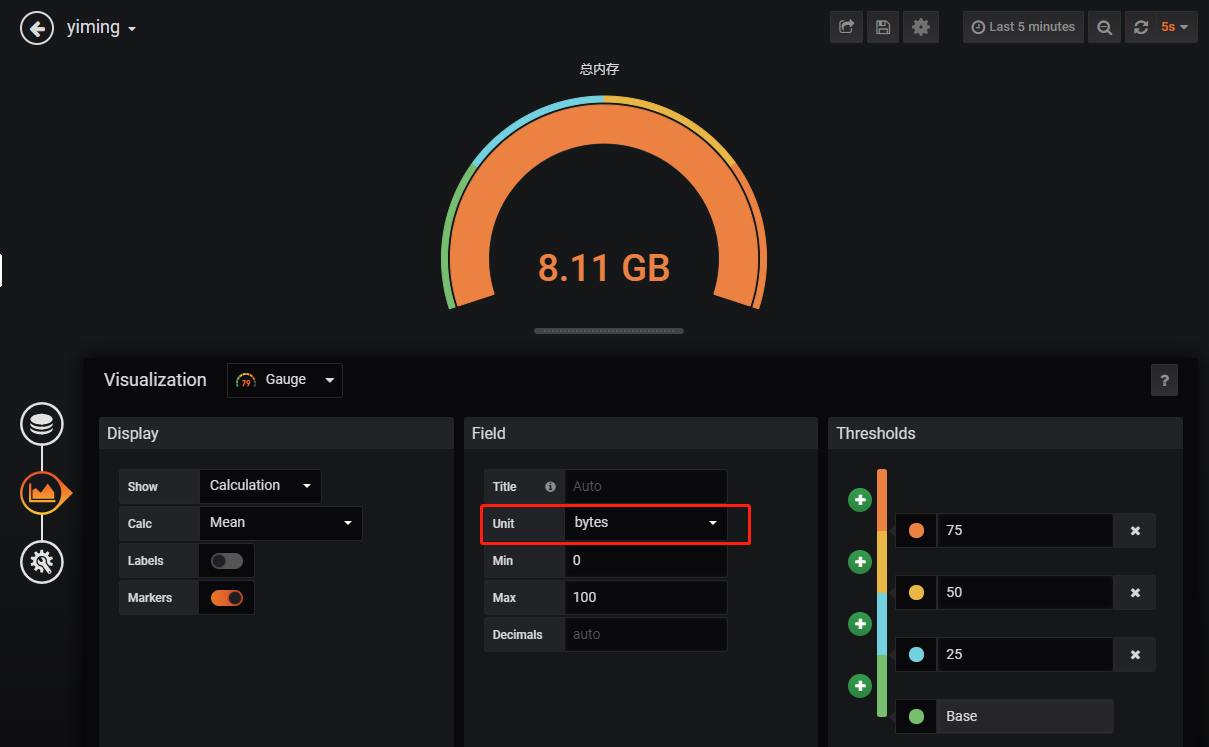 yiming
Last 5 minutes
5s
总内存
8.11 GB
Visualization
79
Gauge
?
Display
Show
Calculation
Calc
Mean
Labels
Markers
Field
Title
Auto
Unit
bytes
Min
0
Max
100
Decimals
auto
Thresholds
75
50
25
Base